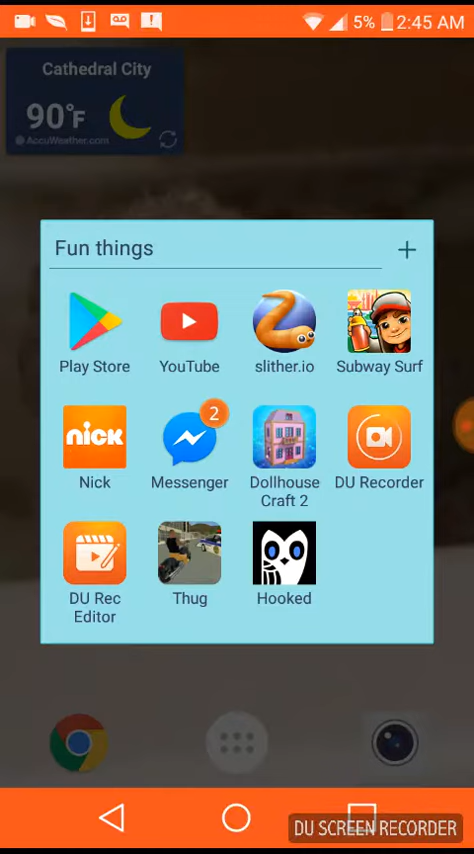 5% 2:45 AM
Cathedral City
90°F
AccuWeather.com
Fun things +
Play Store YouTube slither.io Subway Surf
nick
2
Nick Messenger Dollhouse Craft 2 DU Recorder
DU Rec Editor Thug Hooked
DU SCREEN RECORDER